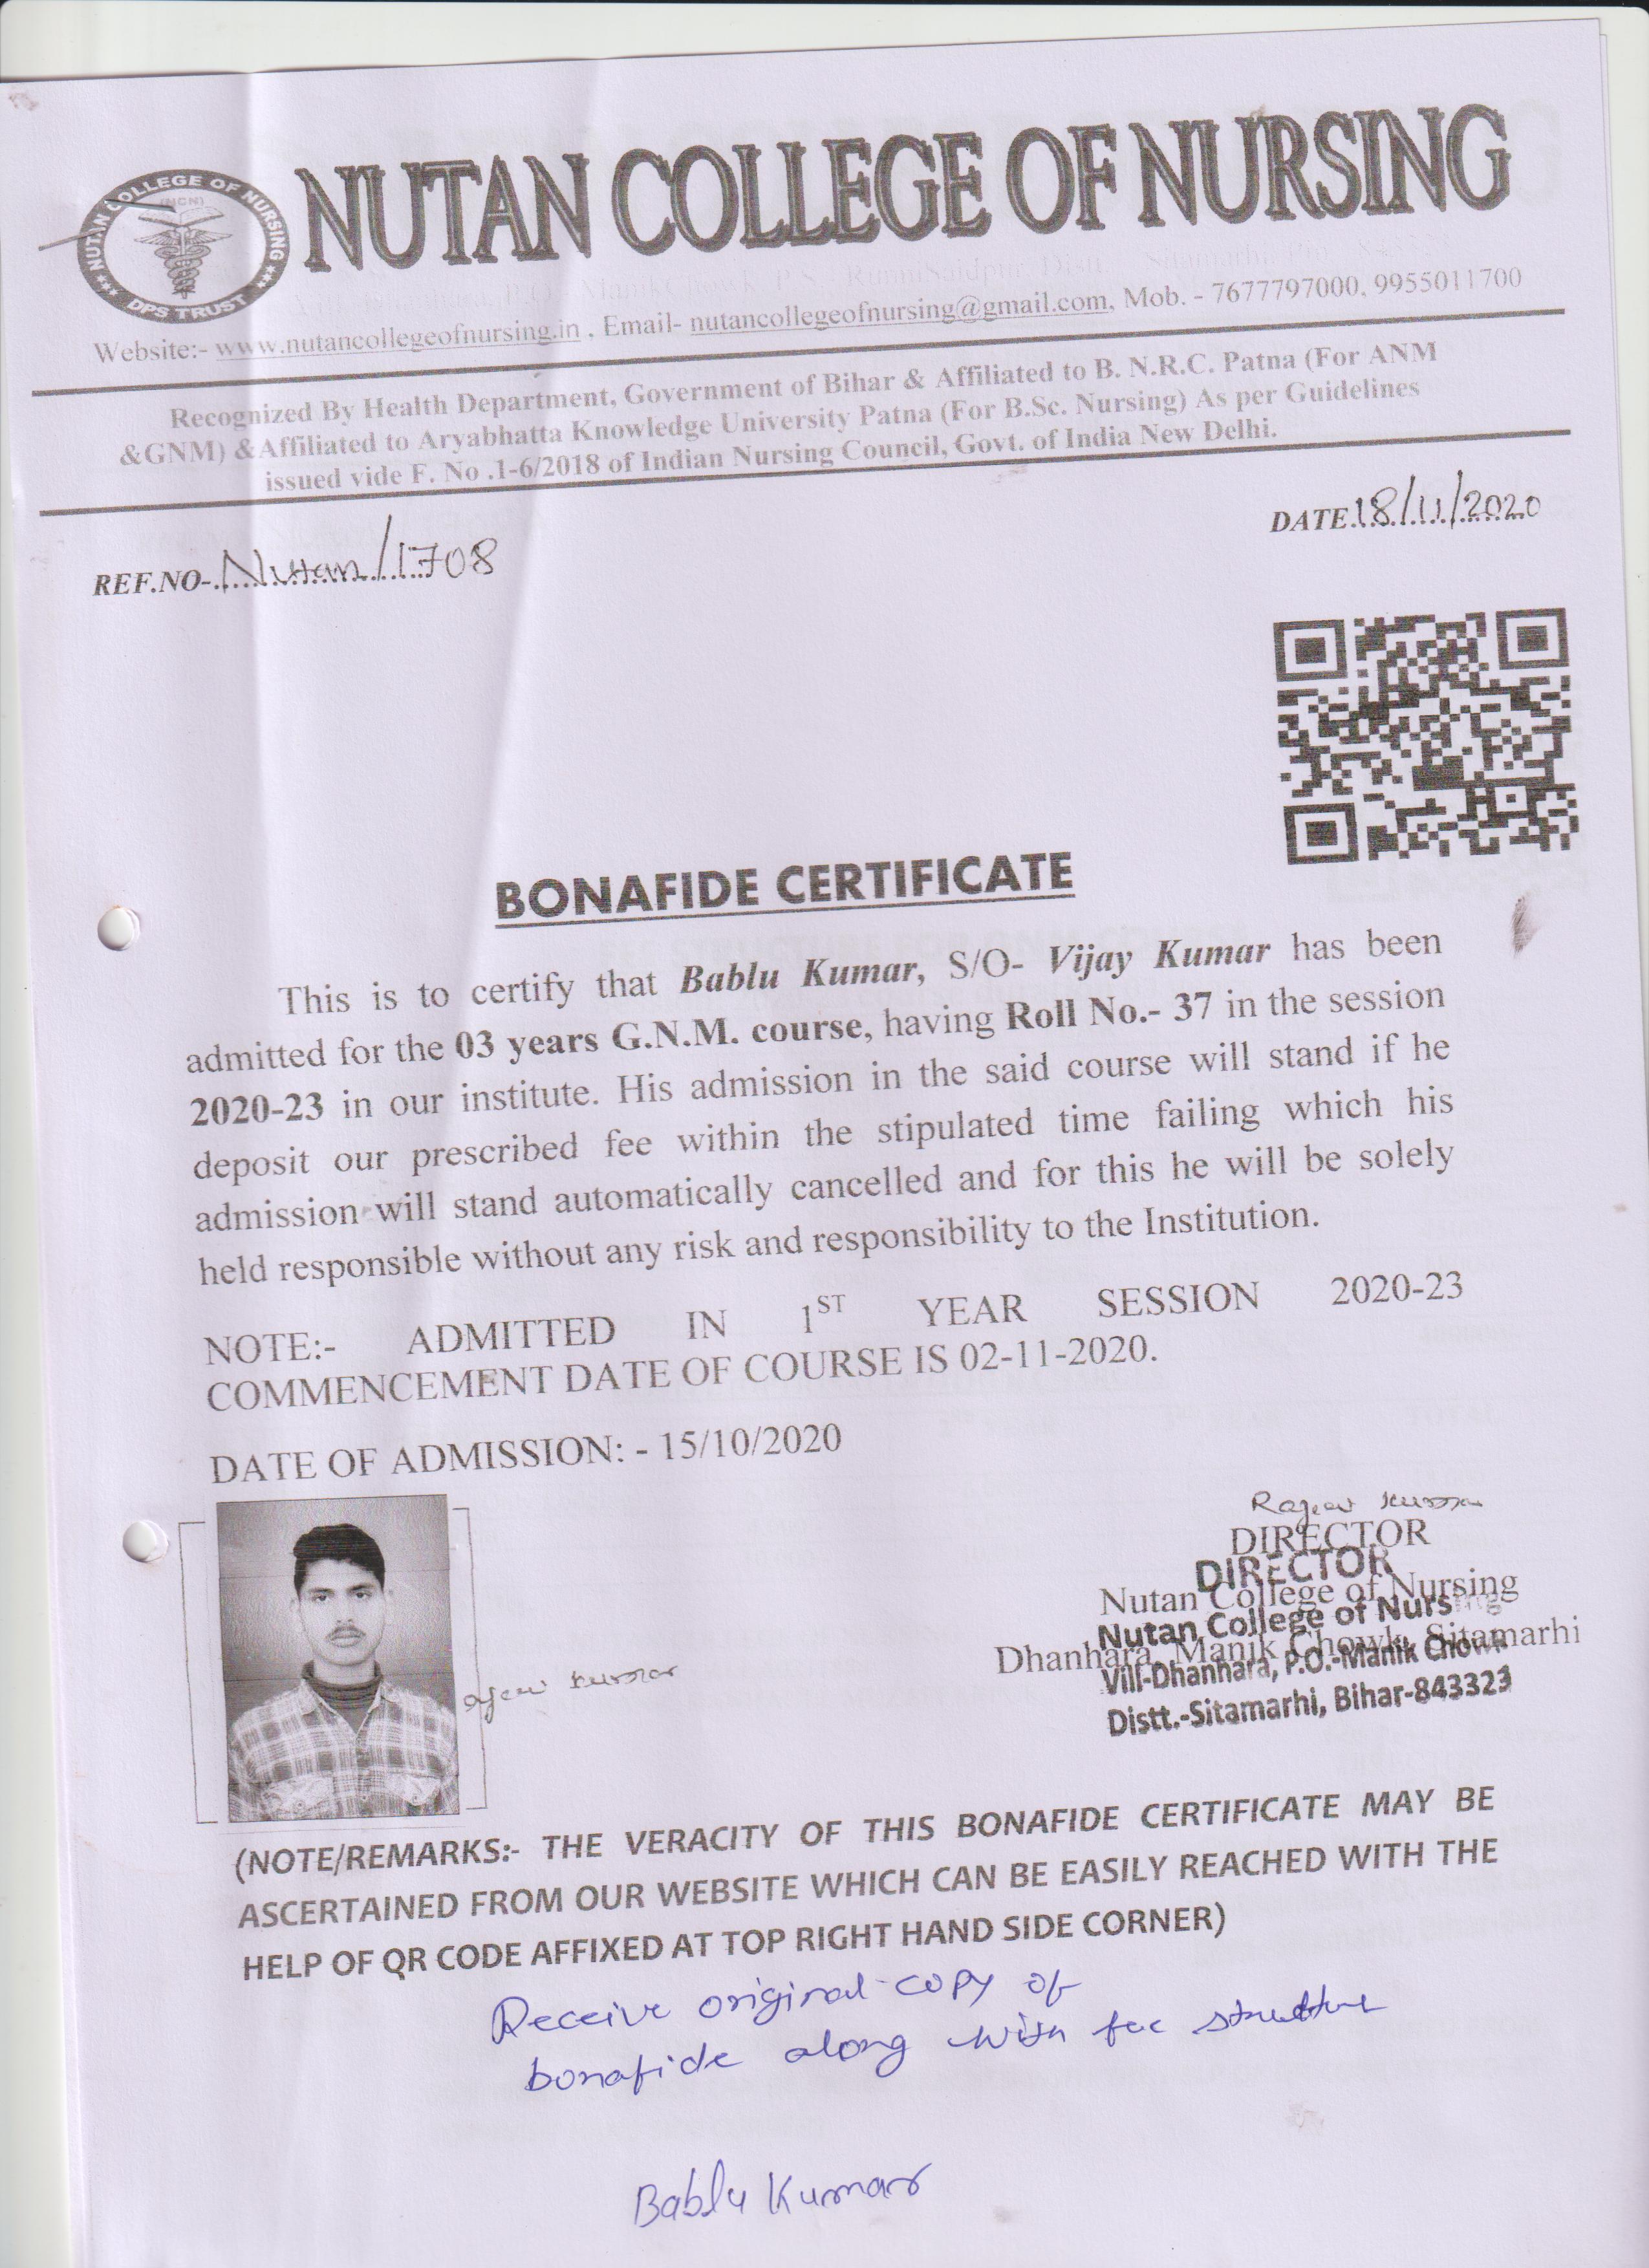 NUTAN COLLEGE OF NURSING
NUTAN COLLEGE OF NURSING
(NCN)
DPS TRUST
Website:- www.nutancollegeofnursing.in , Email- nutancollegeofnursing@gmail.com, Mob. - 7677797000, 9955011700
Recognized By Health Department, Government of Bihar & Affiliated to B. N.R.C. Patna (For ANM
&GNM) &Affiliated to Aryabhatta Knowledge University Patna (For B.Sc. Nursing) As per Guidelines
issued vide F. No .1-6/2018 of Indian Nursing Council, Govt. of India New Delhi.
DATE 18/11/2020
REF.NO- Nutan/1708
BONAFIDE CERTIFICATE
This is to certify that Bablu Kumar, S/O- Vijay Kumar has been
admitted for the 03 years G.N.M. course, having Roll No.- 37 in the session
2020-23 in our institute. His admission in the said course will stand if he
deposit our prescribed fee within the stipulated time failing which his
admission will stand automatically cancelled and for this he will be solely
held responsible without any risk and responsibility to the Institution.
NOTE:- ADMITTED IN 1ST YEAR SESSION 2020-23
COMMENCEMENT DATE OF COURSE IS 02-11-2020.
DATE OF ADMISSION: - 15/10/2020
Rajeev Kumar
DIRECTOR
DIRECTOR
Nutan College of Nursing
Nutan College of Nursing
Dhanhara, Manik Chowk, Sitamarhi
Vill-Dhanhara, P.O.-Manik Chowk
Distt.-Sitamarhi, Bihar-843323
Kumar
(NOTE/REMARKS:- THE VERACITY OF THIS BONAFIDE CERTIFICATE MAY BE
ASCERTAINED FROM OUR WEBSITE WHICH CAN BE EASILY REACHED WITH THE
HELP OF QR CODE AFFIXED AT TOP RIGHT HAND SIDE CORNER)
Receive original copy of
bonafide along with fee structure
Bablu Kumar